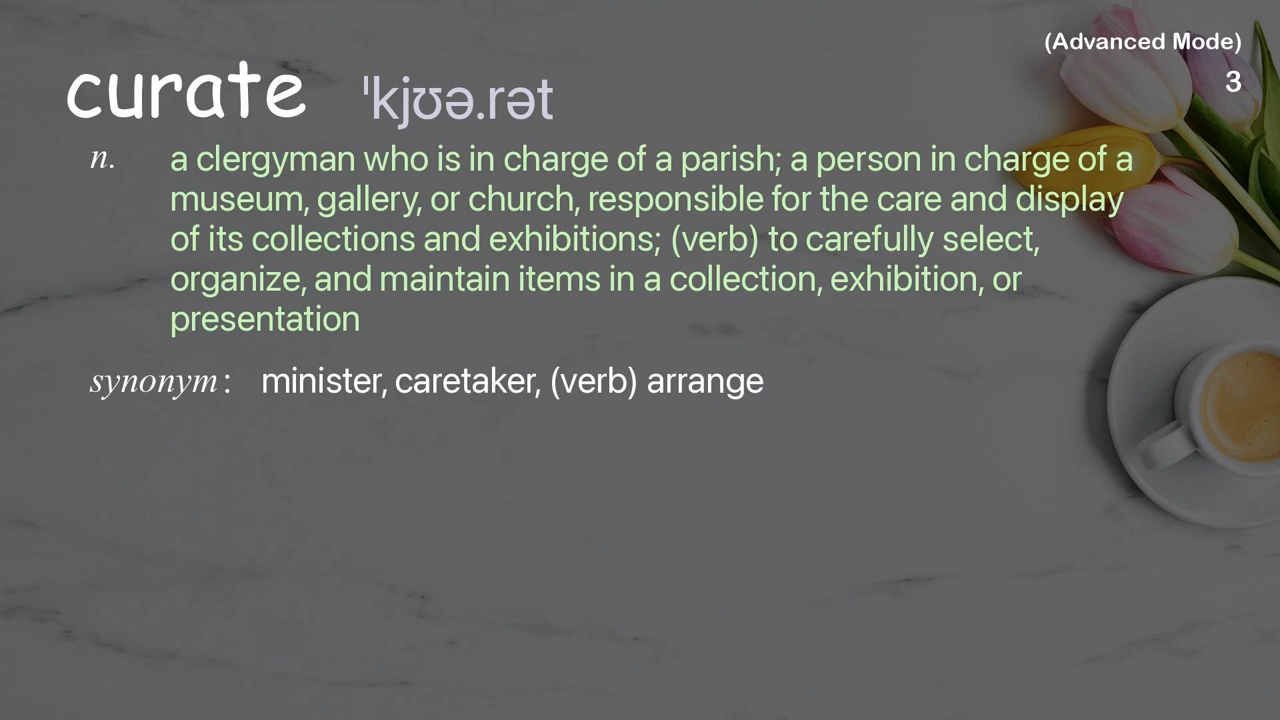 (Advanced Mode)
3
curate ˈkjʊə.rət
n. a clergyman who is in charge of a parish; a person in charge of a
museum, gallery, or church, responsible for the care and display
of its collections and exhibitions; (verb) to carefully select,
organize, and maintain items in a collection, exhibition, or
presentation
synonym: minister, caretaker, (verb) arrange